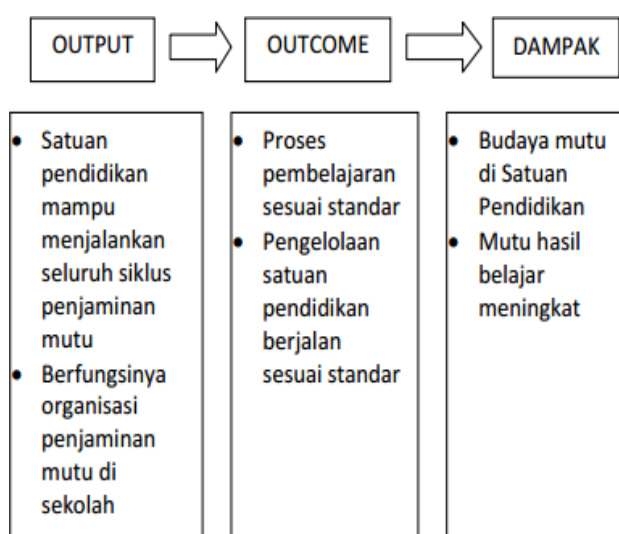 OUTPUT
OUTCOME
DAMPAK
• Satuan
pendidikan
mampu
menjalankan
seluruh siklus
penjaminan
mutu
• Berfungsinya
organisasi
penjaminan
mutu di
sekolah
• Proses
pembelajaran
sesuai standar
• Pengelolaan
satuan
pendidikan
berjalan
sesuai standar
• Budaya mutu
di Satuan
Pendidikan
• Mutu hasil
belajar
meningkat